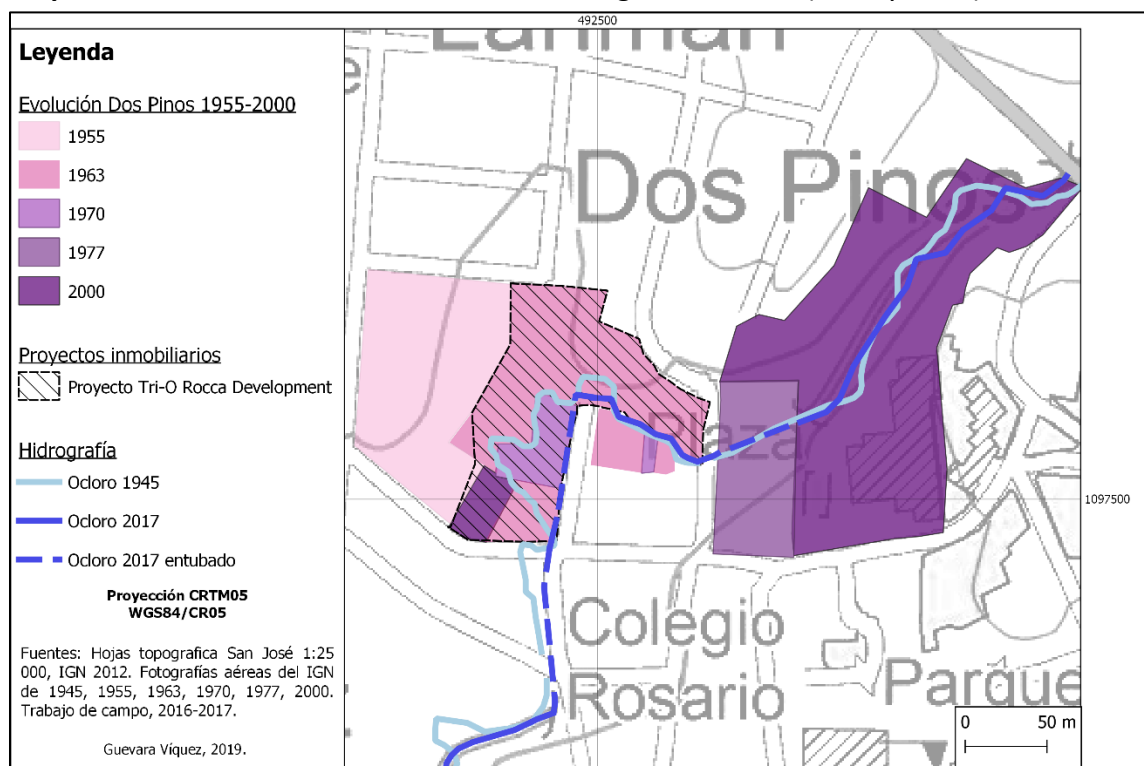 492500
Leyenda
Evolución Dos Pinos 1955-2000
1955
1963
1970
1977
2000
Proyectos inmobiliarios
Proyecto Tri-O Rocca Development
Hidrografía
Ocloro 1945
Ocloro 2017
Ocloro 2017 entubado
Proyección CRTM05
WGS84/CR05
Fuentes: Hojas topografica San José 1:25
000, IGN 2012. Fotografías aéreas del IGN
de 1945, 1955, 1963, 1970, 1977, 2000.
Trabajo de campo, 2016-2017.
Guevara Víquez, 2019.
Dos Pinos
Plaza
1097500
Colegio
Rosario
Parque
0 50 m